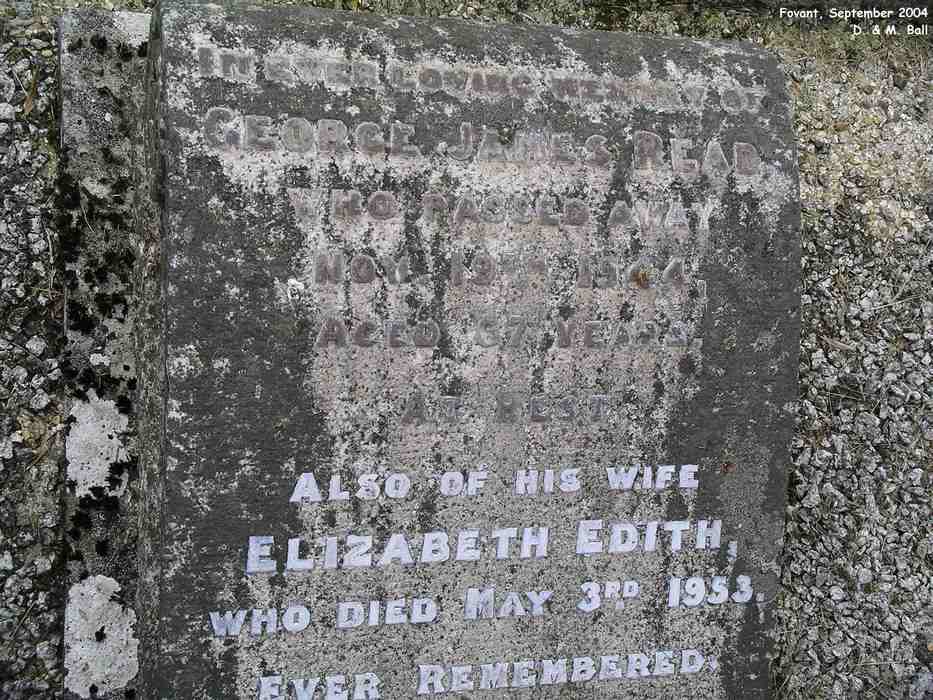 Fovant, September 2004
D. & M. Ball
IN EVER LOVING MEMORY OF
GEORGE JAMES READ
WHO PASSED AWAY
NOV. 19TH
AGED 67 YEARS.
AT REST
ALSO OF HIS WIFE
ELIZABETH EDITH,
WHO DIED MAY 3RD 1953.
EVER REMEMBERED.